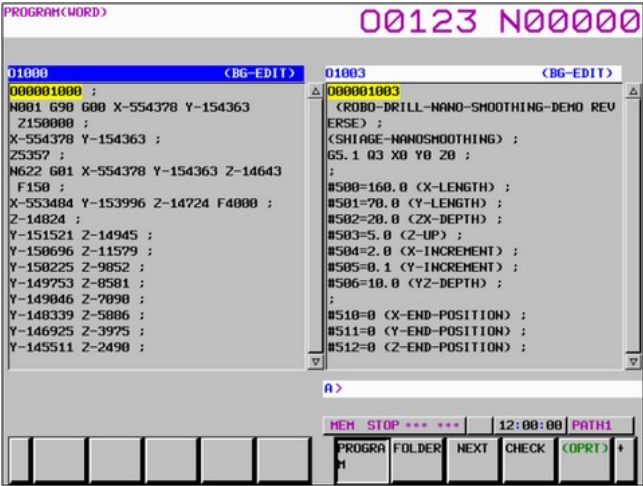 PROGRAM(WORD)
O0123 N00000
O1000 (BG-EDIT)
O00001000 ;
N001 G90 G00 X-554378 Y-154363
Z150000 ;
X-554378 Y-154363 ;
Z5357 ;
N622 G01 X-554378 Y-154363 Z-14643
F150 ;
X-553484 Y-153996 Z-14724 F4000 ;
Z-14824 ;
Y-151521 Z-14945 ;
Y-150696 Z-11579 ;
Y-150225 Z-9852 ;
Y-149753 Z-8581 ;
Y-149046 Z-7090 ;
Y-148339 Z-5886 ;
Y-146925 Z-3975 ;
Y-145511 Z-2490 ;
O1003 (BG-EDIT)
O00001003
(ROBO-DRILL-NANO-SMOOTHING-DEMO REV
ERSE) ;
(SHIAGE-NANOSMOOTHING) ;
G5.1 Q3 X0 Y0 Z0 ;
;
#500=160.0 (X-LENGTH) ;
#501=70.0 (Y-LENGTH) ;
#502=20.0 (ZX-DEPTH) ;
#503=5.0 (Z-UP) ;
#504=2.0 (X-INCREMENT) ;
#505=0.1 (Y-INCREMENT) ;
#506=10.0 (YZ-DEPTH) ;
;
#510=0 (X-END-POSITION) ;
#511=0 (Y-END-POSITION) ;
#512=0 (Z-END-POSITION) ;
A>
MEM STOP *** *** 12:00:00 PATH1
PROGRA
M FOLDER NEXT CHECK (OPRT) +